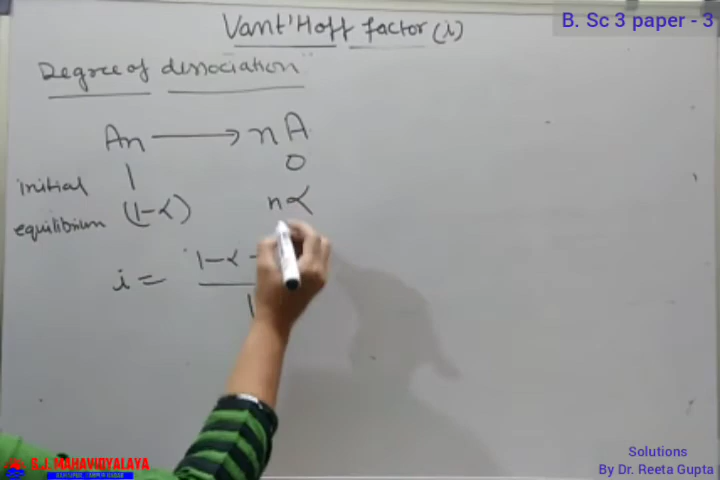 B. Sc 3 paper - 3
Vant'Hoff factor (i)
Degree of dissociation
An → nA
initial 1 0
equilibrium (1-α) nα
i = 1-α -
1
S.J. MAHAVIDYALAYA
Solutions
By Dr. Reeta Gupta